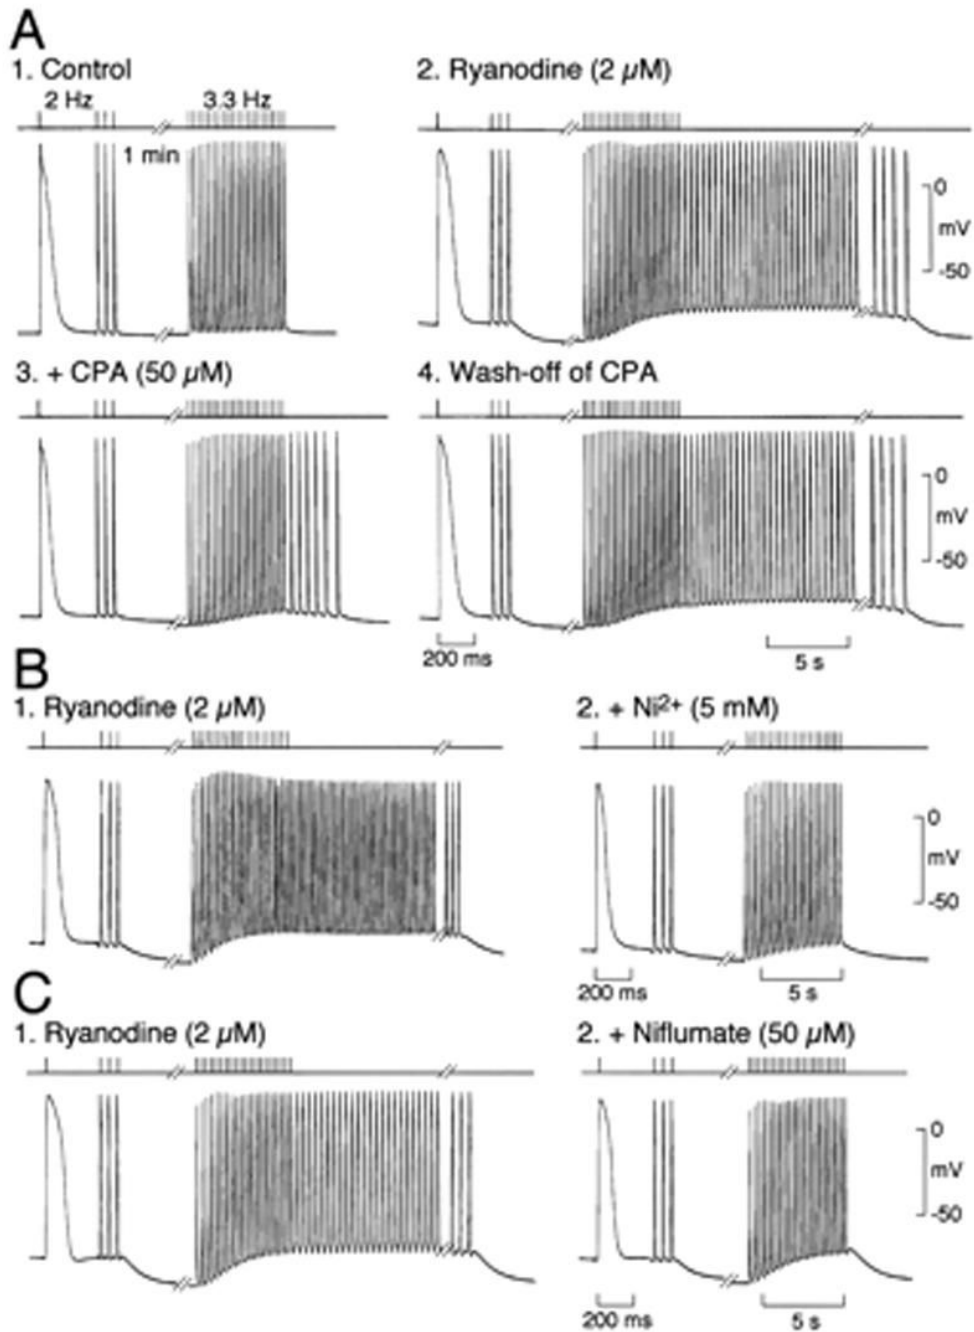 A
1. Control
2 Hz
3.3 Hz
1 min
2. Ryanodine (2 µM)
0
mV
-50
3. + CPA (50 µM)
4. Wash-off of CPA
0
mV
-50
200 ms
5 s
B
1. Ryanodine (2 µM)
2. + Ni²⁺ (5 mM)
0
mV
-50
200 ms
5 s
C
1. Ryanodine (2 µM)
2. + Niflumate (50 µM)
0
mV
-50
200 ms
5 s